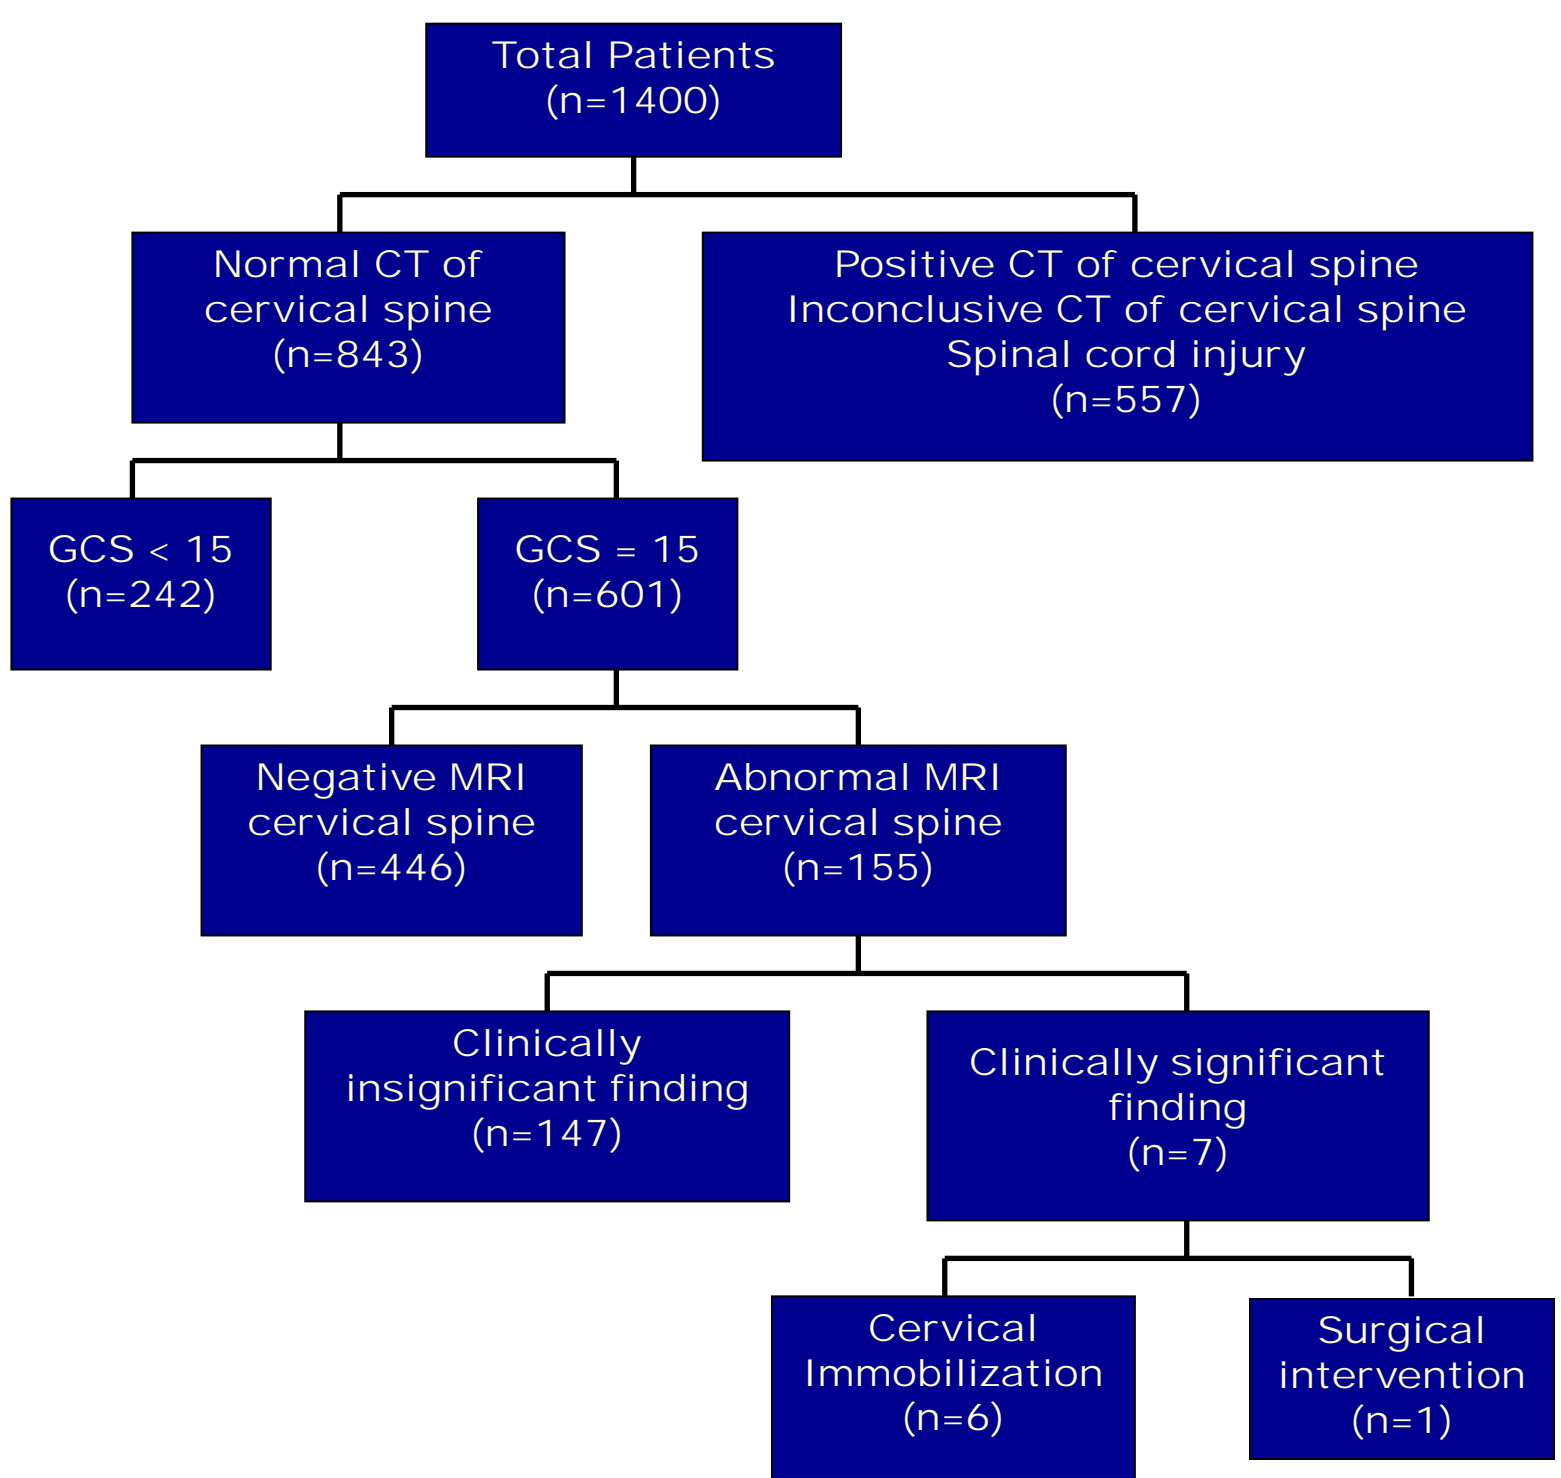 Total Patients
(n=1400)
Normal CT of
cervical spine
(n=843)
Positive CT of cervical spine
Inconclusive CT of cervical spine
Spinal cord injury
(n=557)
GCS < 15
(n=242)
GCS = 15
(n=601)
Negative MRI
cervical spine
(n=446)
Abnormal MRI
cervical spine
(n=155)
Clinically
insignificant finding
(n=147)
Clinically significant
finding
(n=7)
Cervical
Immobilization
(n=6)
Surgical
intervention
(n=1)